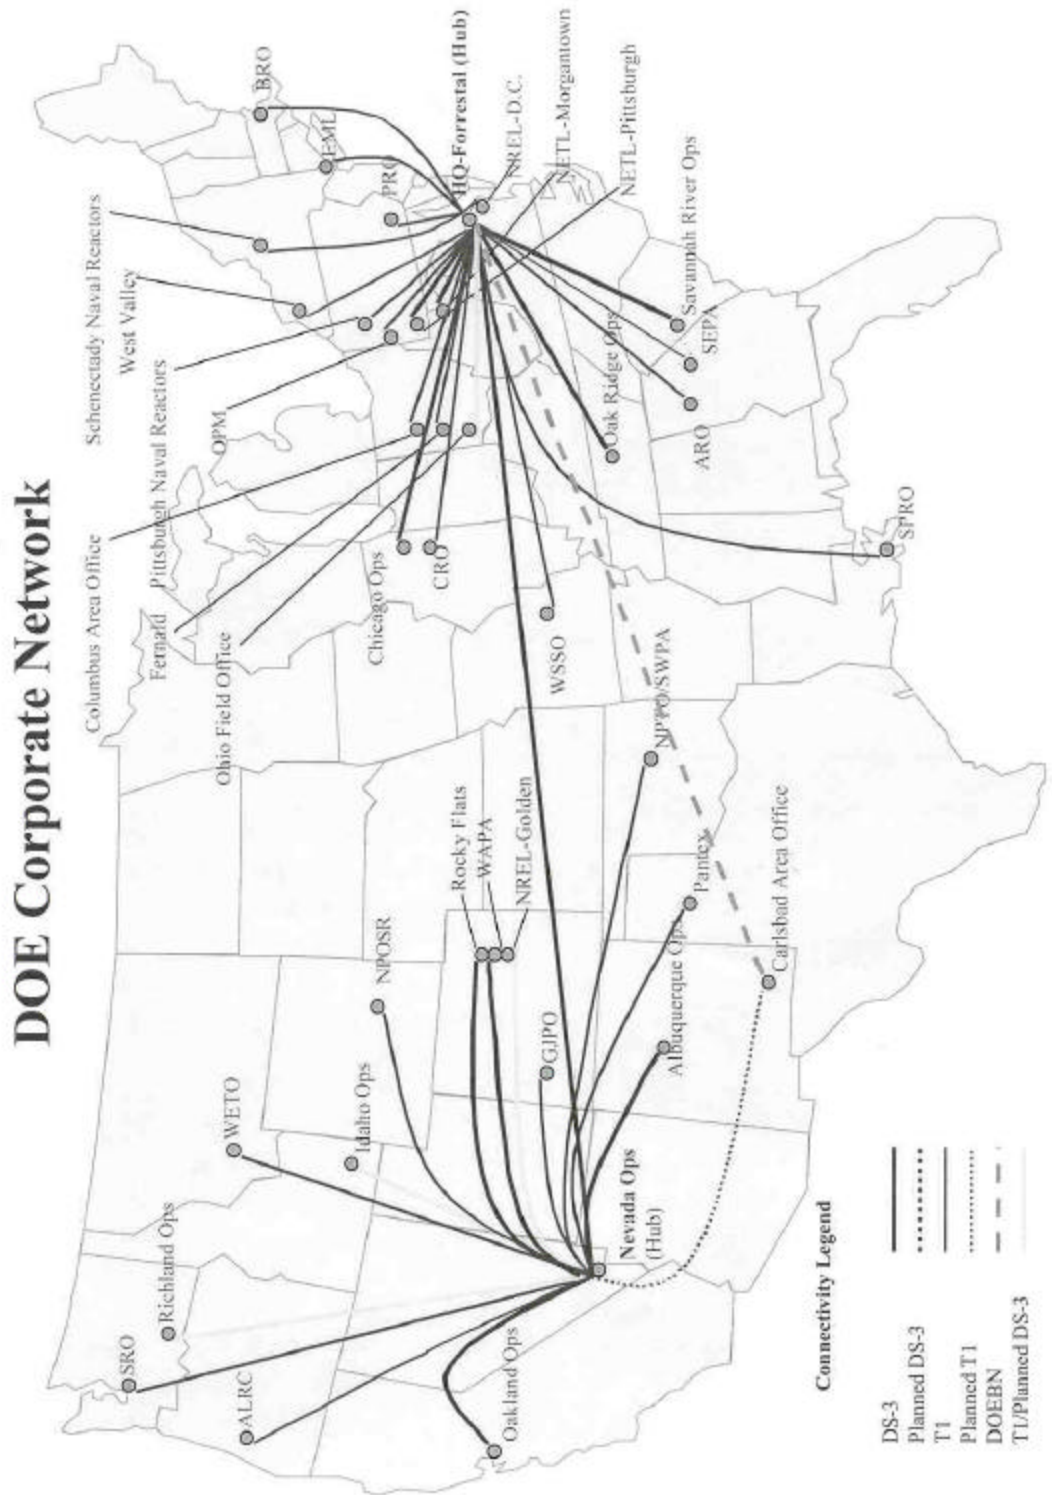 DOE Corporate Network
Schenectady Naval Reactors
West Valley
Pittsburgh Naval Reactors
OPM
Columbus Area Office
Fernald
Ohio Field Office
Chicago Ops
CRO
BRO
EML
PRO
HQ-Forrestal (Hub)
NREL-D.C.
NETL-Morgantown
NETL-Pittsburgh
Savannah River Ops
SEPA
ARO
Oak Ridge Ops
SPRO
WSSO
NPTO/SWPA
Rocky Flats
WAPA
NREL-Golden
NPOSR
GJPO
Pantex
Albuquerque Ops
Carlsbad Area Office
WETO
Idaho Ops
Richland Ops
SRO
ALRC
Oakland Ops
Nevada Ops
(Hub)
Connectivity Legend
DS-3
Planned DS-3
T1
Planned T1
DOEBN
T1/Planned DS-3